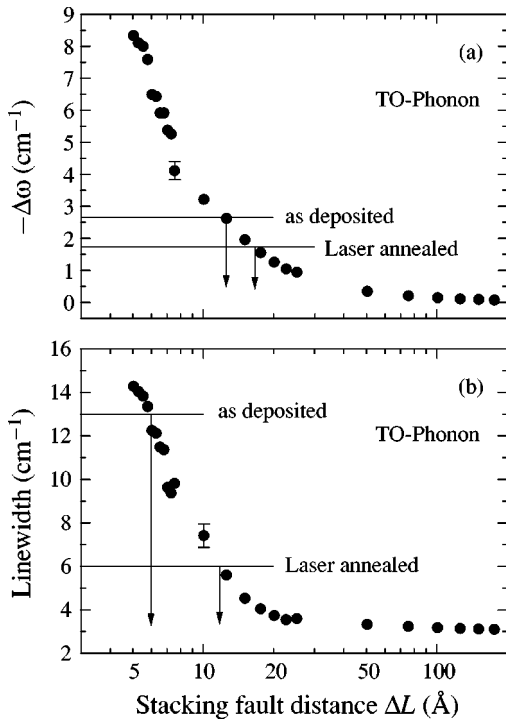 9
8
7
6
5
4
3
2
1
0
−Δω (cm⁻¹)
(a)
TO-Phonon
as deposited
Laser annealed
16
14
12
10
8
6
4
2
Linewidth (cm⁻¹)
(b)
TO-Phonon
as deposited
Laser annealed
5 10 50 100
Stacking fault distance ΔL (Å)